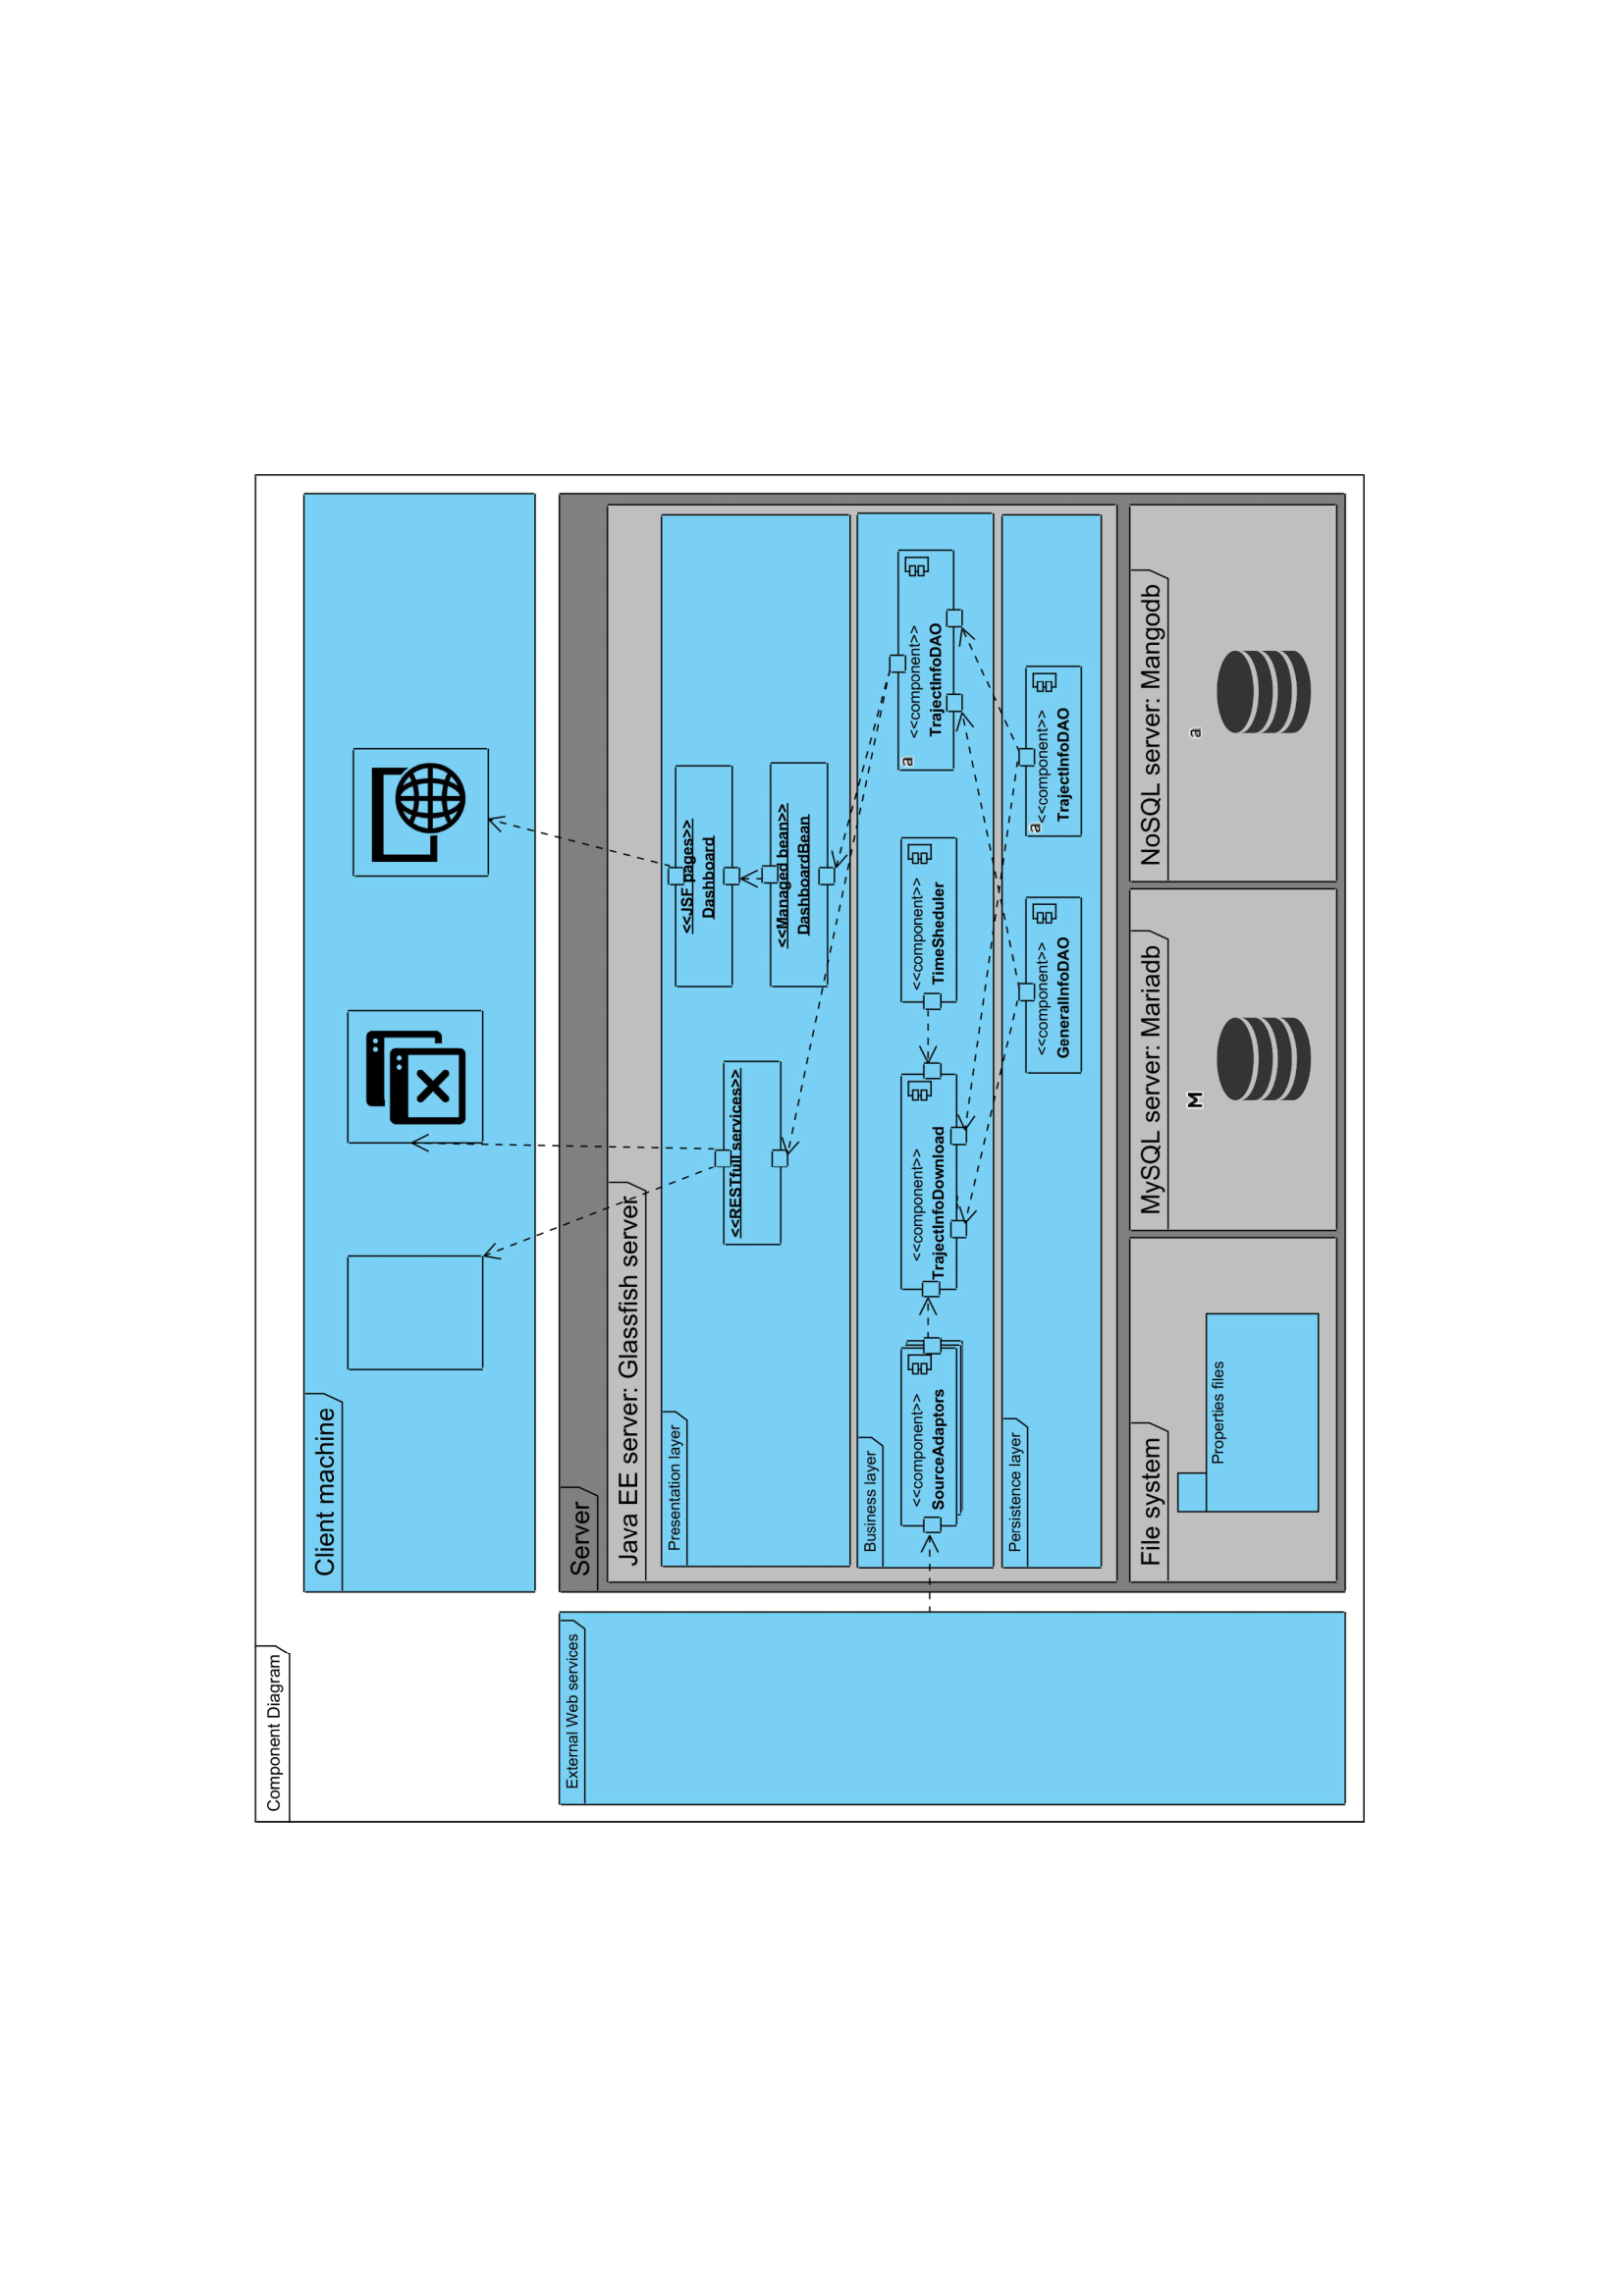 Component Diagram
Client machine
External Web services
Server
Java EE server: Glassfish server
Presentation layer
<<RESTfull services>>
<<JSF pages>>
Dashboard
<<Managed bean>>
DashboardBean
Business layer
<<component>>
SourceAdaptors
<<component>>
TrajectInfoDownload
<<component>>
TimeSheduler
a
<<component>>
TrajectInfoDAO
Persistence layer
<<component>>
GeneralInfoDAO
a
<<component>>
TrajectInfoDAO
File system
Properties files
MySQL server: Mariadb
M
NoSQL server: Mangodb
a